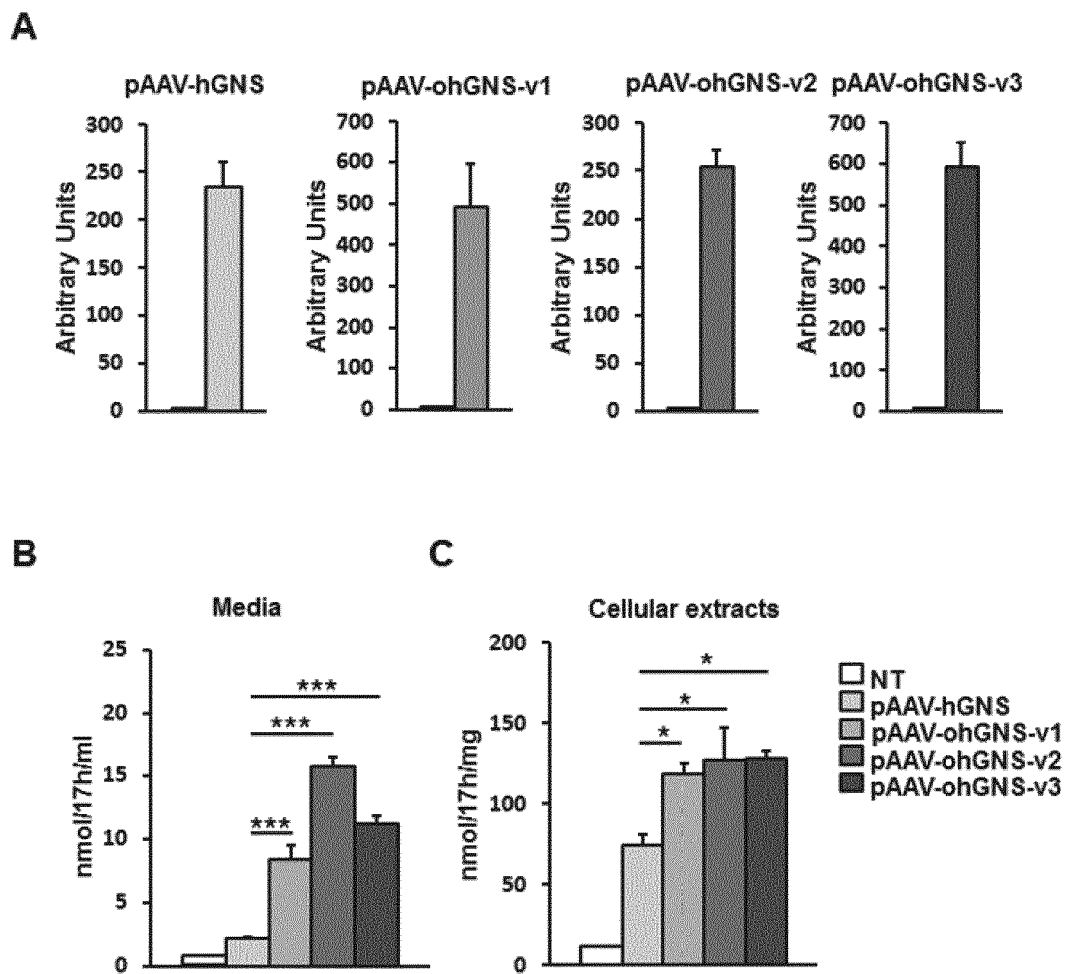 A
pAAV-hGNS
pAAV-ohGNS-v1
pAAV-ohGNS-v2
pAAV-ohGNS-v3
Arbitrary Units
300
250
200
150
100
50
0
Arbitrary Units
700
600
500
400
300
200
100
0
Arbitrary Units
300
250
200
150
100
50
0
Arbitrary Units
700
600
500
400
300
200
100
0
B
Media
nmol/17h/ml
25
20
15
10
5
0
***
***
***
C
Cellular extracts
nmol/17h/mg
200
150
100
50
0
*
*
*
NT
pAAV-hGNS
pAAV-ohGNS-v1
pAAV-ohGNS-v2
pAAV-ohGNS-v3